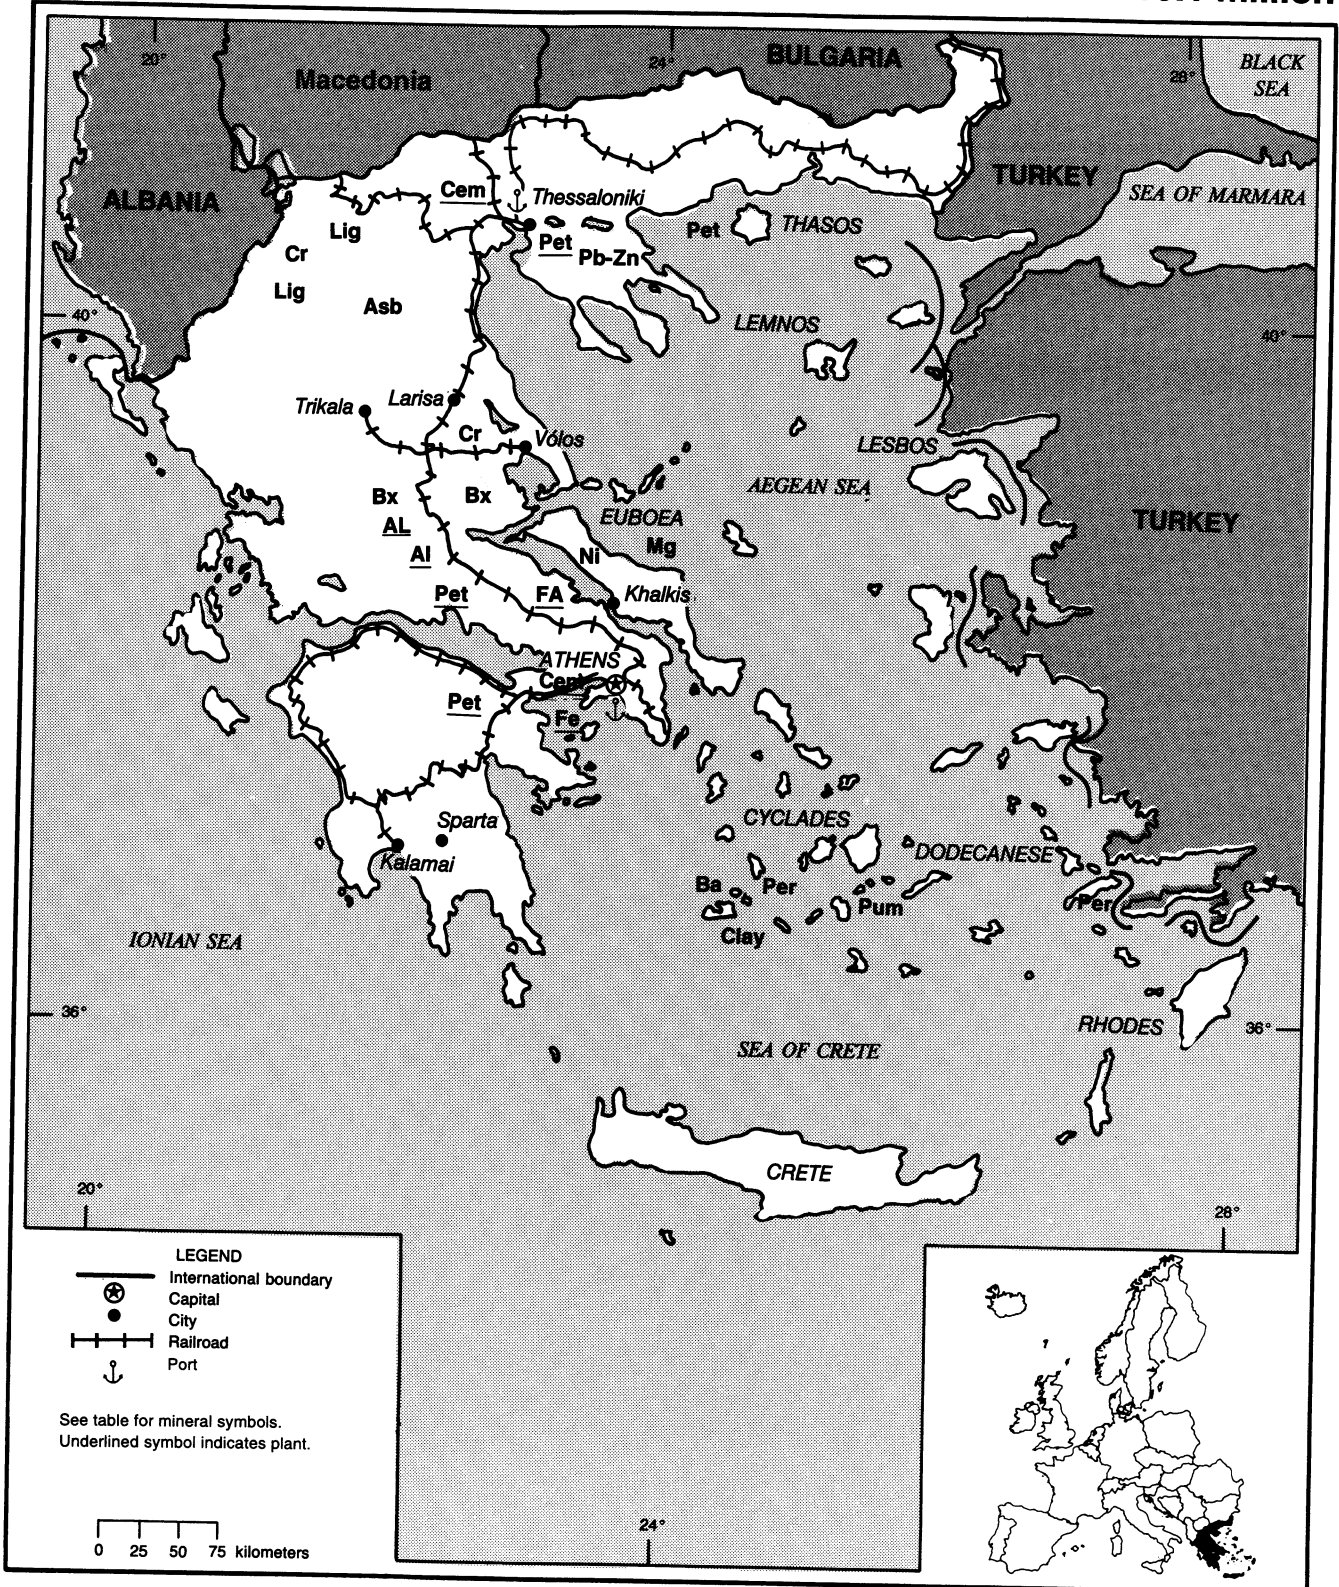 20°
24°
28°
Macedonia
BULGARIA
BLACK
SEA
ALBANIA
TURKEY
SEA OF MARMARA
Cem
Thessaloniki
Lig
Pet
THASOS
Cr
Pet
Pb-Zn
Lig
Asb
40°
LEMNOS
40°
Trikala
Larisa
Cr
Vólos
LESBOS
AEGEAN SEA
Bx
Bx
EUBOEA
TURKEY
AL
Al
Ni
Mg
Pet
FA
Khalkis
ATHENS
Cem
Pet
Fe
Sparta
CYCLADES
Kalamai
DODECANESE
Ba
Per
Pum
Per
Clay
IONIAN SEA
36°
RHODES
36°
SEA OF CRETE
CRETE
20°
28°
LEGEND
International boundary
Capital
City
Railroad
Port
See table for mineral symbols.
Underlined symbol indicates plant.
0 25 50 75 kilometers
24°